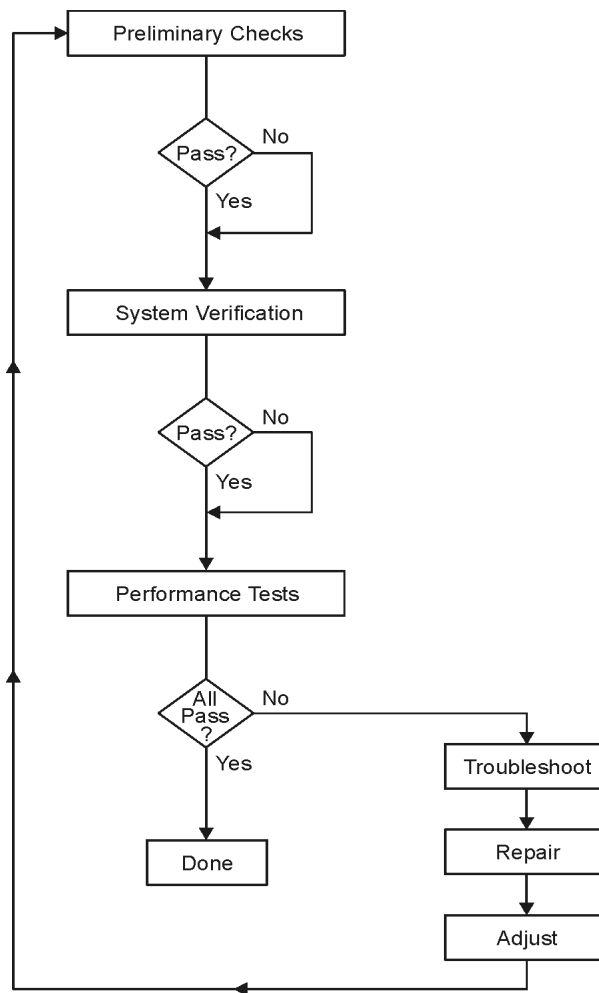 Preliminary Checks
Pass?
No
Yes
System Verification
Pass?
No
Yes
Performance Tests
All
Pass
?
No
Yes
Troubleshoot
Repair
Done
Adjust